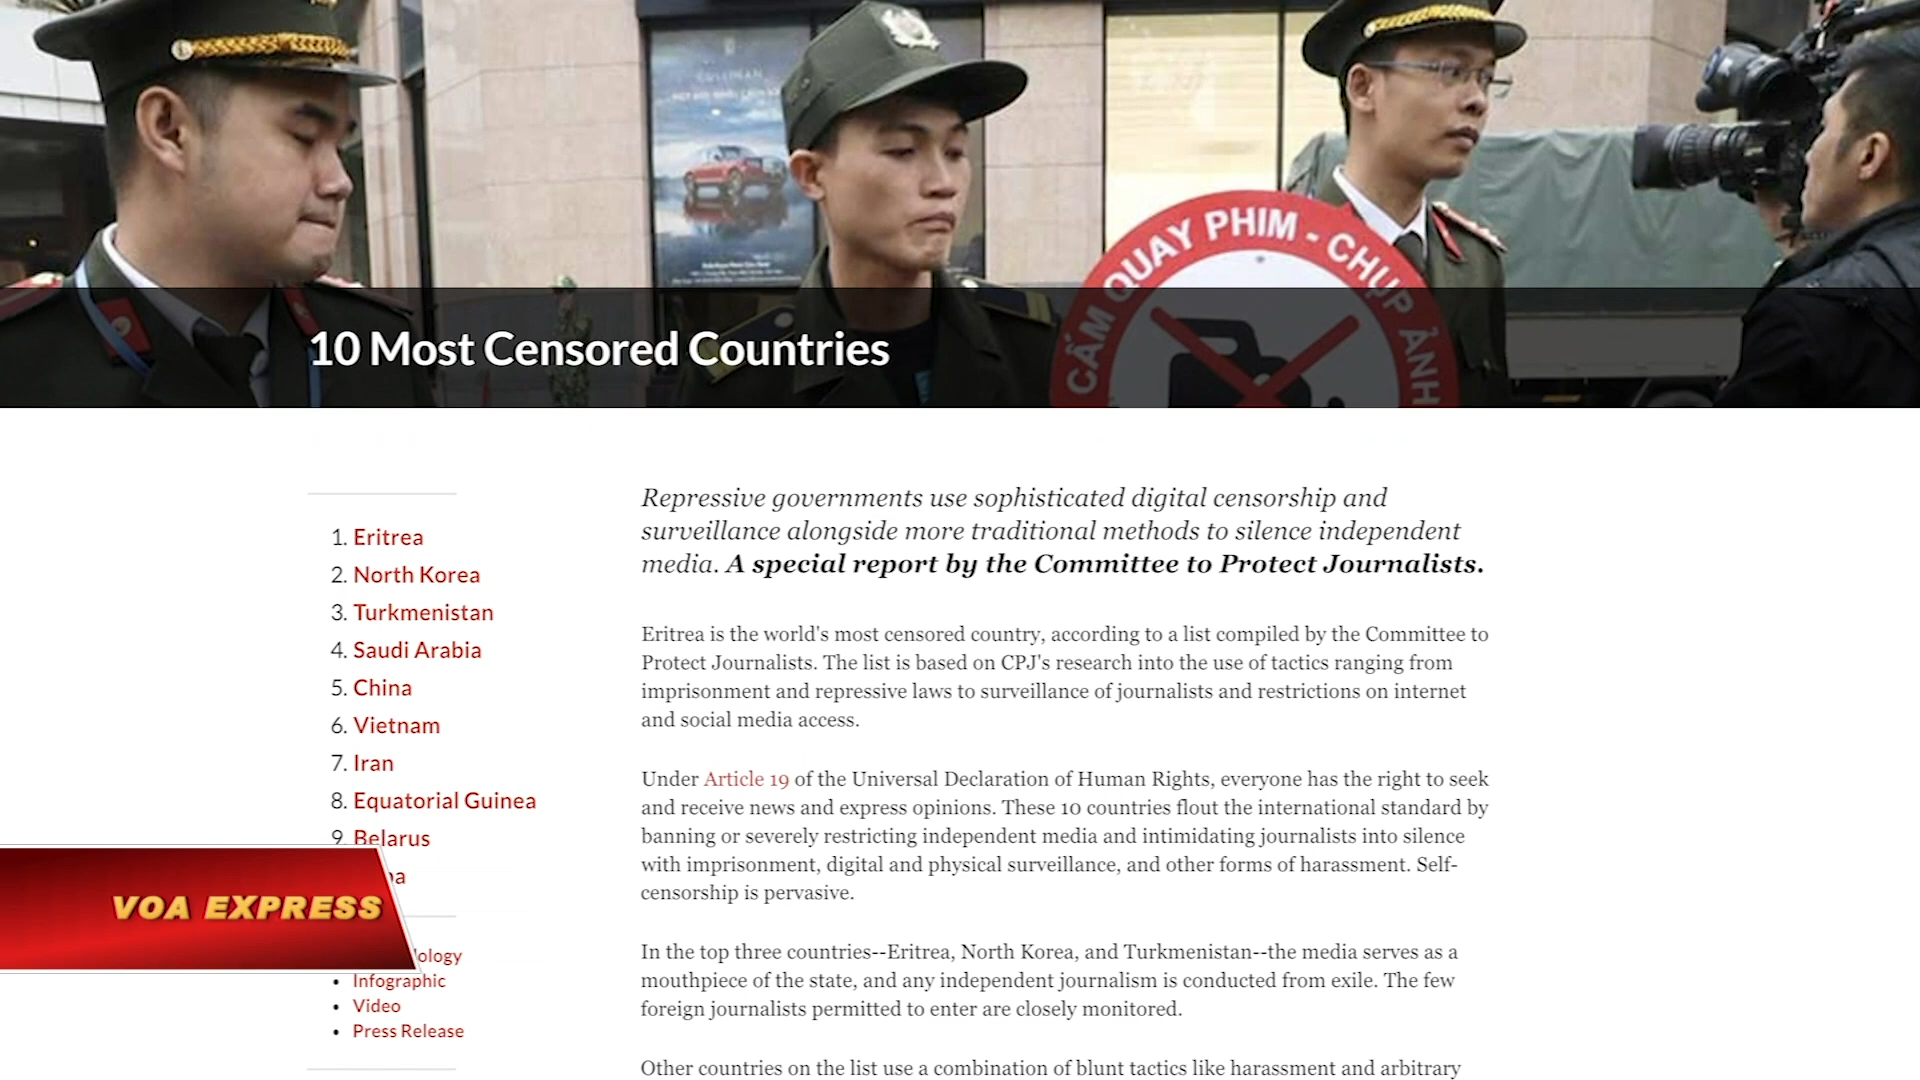 CULLINAN
CẤM QUAY PHIM - CHỤP ẢNH
10 Most Censored Countries
1. Eritrea
2. North Korea
3. Turkmenistan
4. Saudi Arabia
5. China
6. Vietnam
7. Iran
8. Equatorial Guinea
9. Belarus
ba
VOA EXPRESS
ology
• Infographic
• Video
• Press Release
Repressive governments use sophisticated digital censorship and
surveillance alongside more traditional methods to silence independent
media. A special report by the Committee to Protect Journalists.
Eritrea is the world's most censored country, according to a list compiled by the Committee to
Protect Journalists. The list is based on CPJ's research into the use of tactics ranging from
imprisonment and repressive laws to surveillance of journalists and restrictions on internet
and social media access.
Under Article 19 of the Universal Declaration of Human Rights, everyone has the right to seek
and receive news and express opinions. These 10 countries flout the international standard by
banning or severely restricting independent media and intimidating journalists into silence
with imprisonment, digital and physical surveillance, and other forms of harassment. Self-
censorship is pervasive.
In the top three countries--Eritrea, North Korea, and Turkmenistan--the media serves as a
mouthpiece of the state, and any independent journalism is conducted from exile. The few
foreign journalists permitted to enter are closely monitored.
Other countries on the list use a combination of blunt tactics like harassment and arbitrary